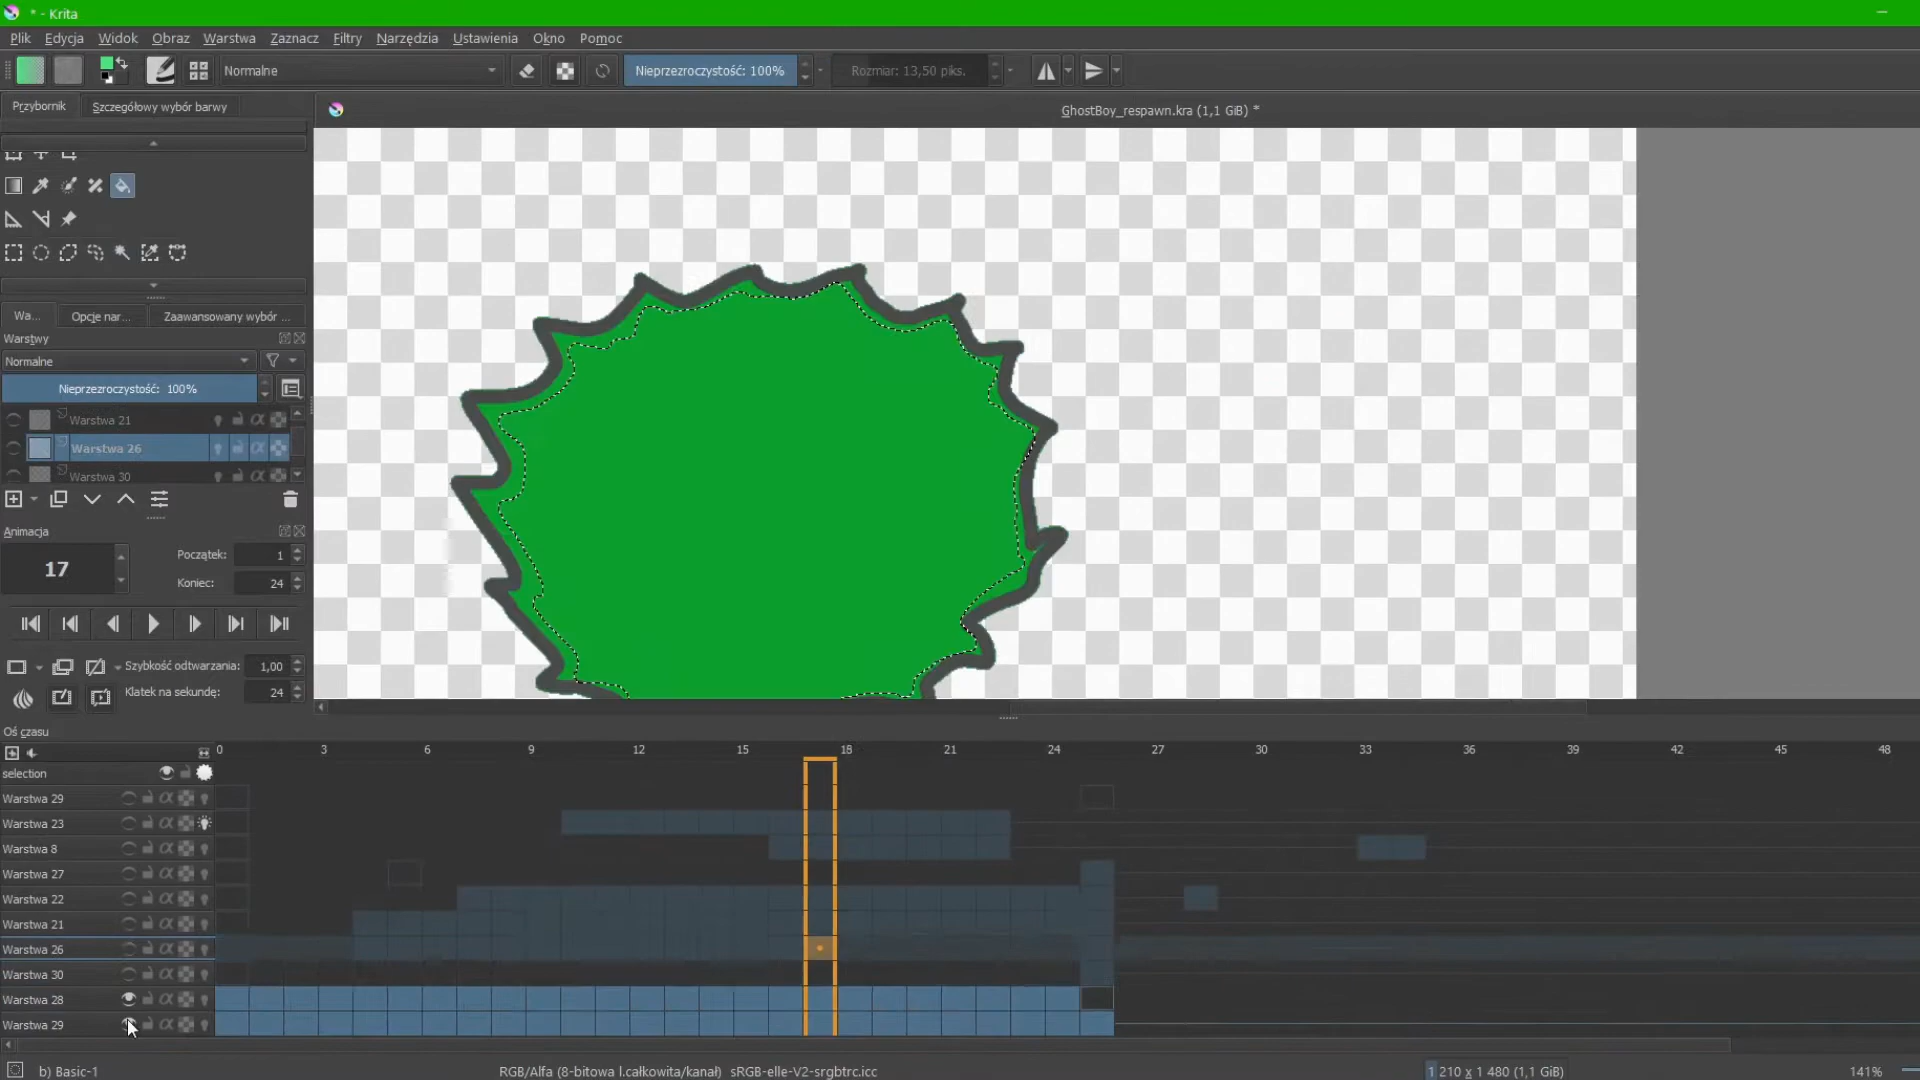 * - Krita
Plik Edycja Widok Obraz Warstwa Zaznacz Filtry Narzędzia Ustawienia Okno Pomoc
Normalne Nieprzezroczystość: 100% Rozmiar: 13,50 piks.
Przybornik Szczegółowy wybór barwy
GhostBoy_respawn.kra (1,1 GiB) *
Wa... Opcje nar... Zaawansowany wybór ...
Warstwy
Normalne
Nieprzezroczystość: 100%
Warstwa 21
Warstwa 26
Warstwa 30
Animacja
17 Początek: 1
Koniec: 24
Szybkość odtwarzania: 1,00
Klatek na sekundę: 24
Oś czasu
0 3 6 9 12 15 18 21 24 27 30 33 36 39 42 45 48
selection
Warstwa 29
Warstwa 23
Warstwa 8
Warstwa 27
Warstwa 22
Warstwa 21
Warstwa 26
Warstwa 30
Warstwa 28
Warstwa 29
b) Basic-1 RGB/Alfa (8-bitowa l.całkowita/kanał) sRGB-elle-V2-srgbtrc.icc 1 210 x 1 480 (1,1 GiB) 141%